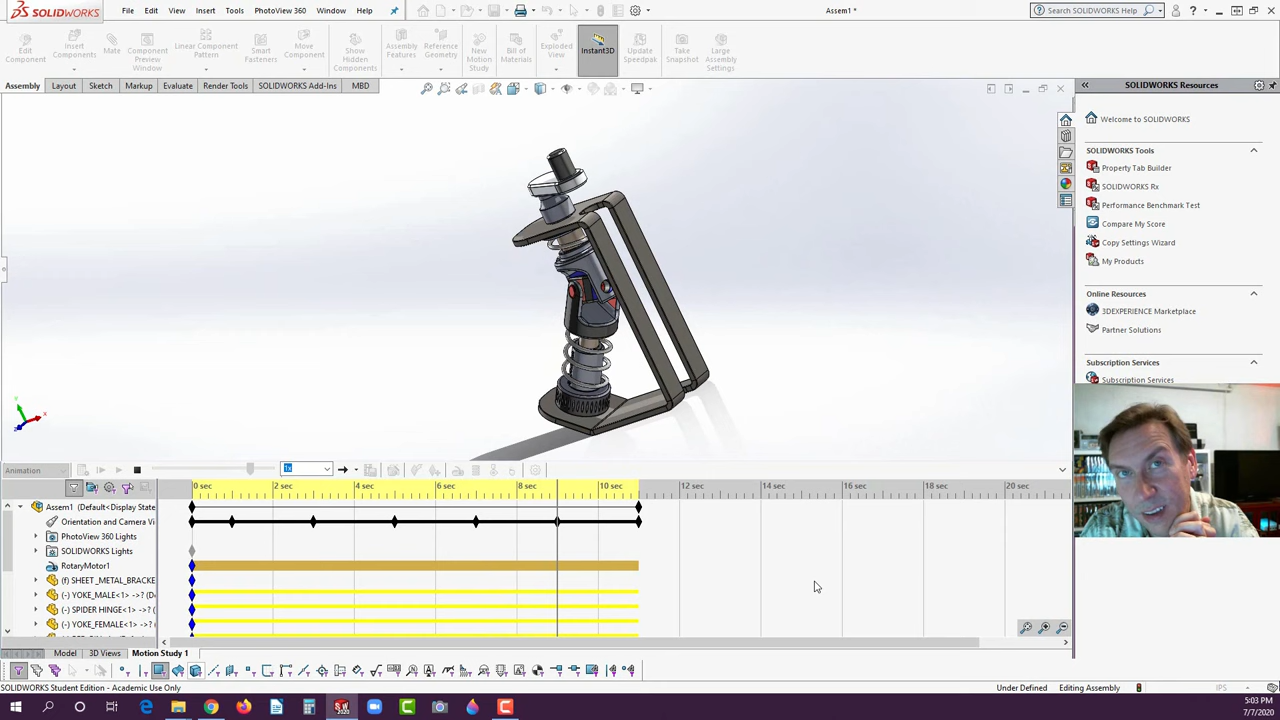 SOLIDWORKS
File Edit View Insert Tools PhotoView 360 Window Help
Assem1 *
Search SOLIDWORKS Help
Edit Component
Insert Components
Mate
Component Preview Window
Linear Component Pattern
Smart Fasteners
Move Component
Show Hidden Components
Assembly Features
Reference Geometry
New Motion Study
Bill of Materials
Exploded View
Instant3D
Update Speedpak
Take Snapshot
Large Assembly Settings
Assembly Layout Sketch Markup Evaluate Render Tools SOLIDWORKS Add-Ins MBD
SOLIDWORKS Resources
Welcome to SOLIDWORKS
SOLIDWORKS Tools
Property Tab Builder
SOLIDWORKS Rx
Performance Benchmark Test
Compare My Score
Copy Settings Wizard
My Products
Online Resources
3DEXPERIENCE Marketplace
Partner Solutions
Subscription Services
Subscription Services
Animation
1x
0 sec 2 sec 4 sec 6 sec 8 sec 10 sec 12 sec 14 sec 16 sec 18 sec 20 sec
Assem1 (Default<Display State
Orientation and Camera Vi
PhotoView 360 Lights
SOLIDWORKS Lights
RotaryMotor1
(f) SHEET_METAL_BRACKE
(-) YOKE_MALE<1> ->? (D
(-) SPIDER HINGE<1> ->?
(-) YOKE_FEMALE<1> ->?
Model 3D Views Motion Study 1
SOLIDWORKS Student Edition - Academic Use Only
Under Defined Editing Assembly IPS
5:03 PM
7/7/2020